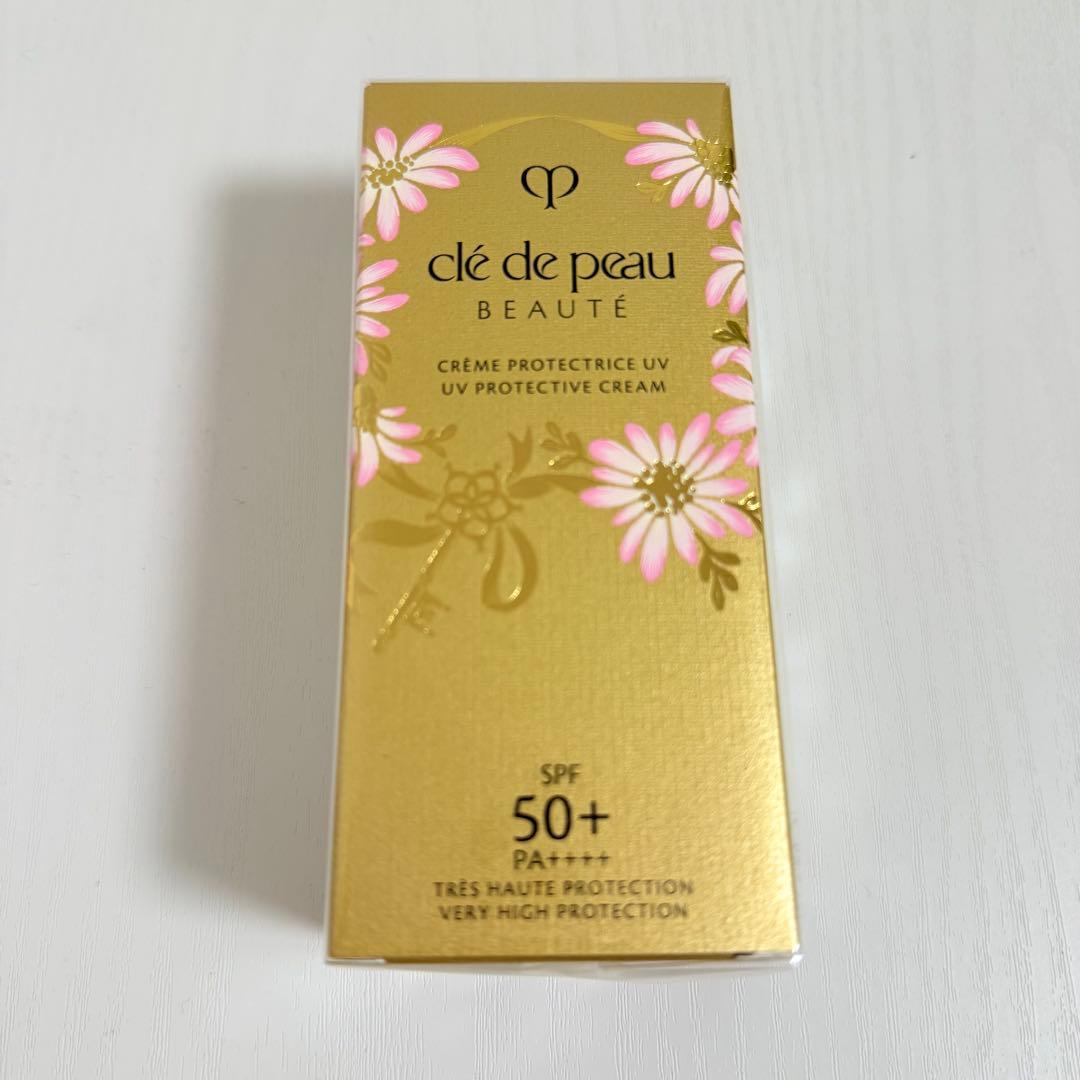 clé de peau
BEAUTÉ
CRÈME PROTECTRICE UV
UV PROTECTIVE CREAM
SPF
50+
PA++++
TRÈS HAUTE PROTECTION
VERY HIGH PROTECTION